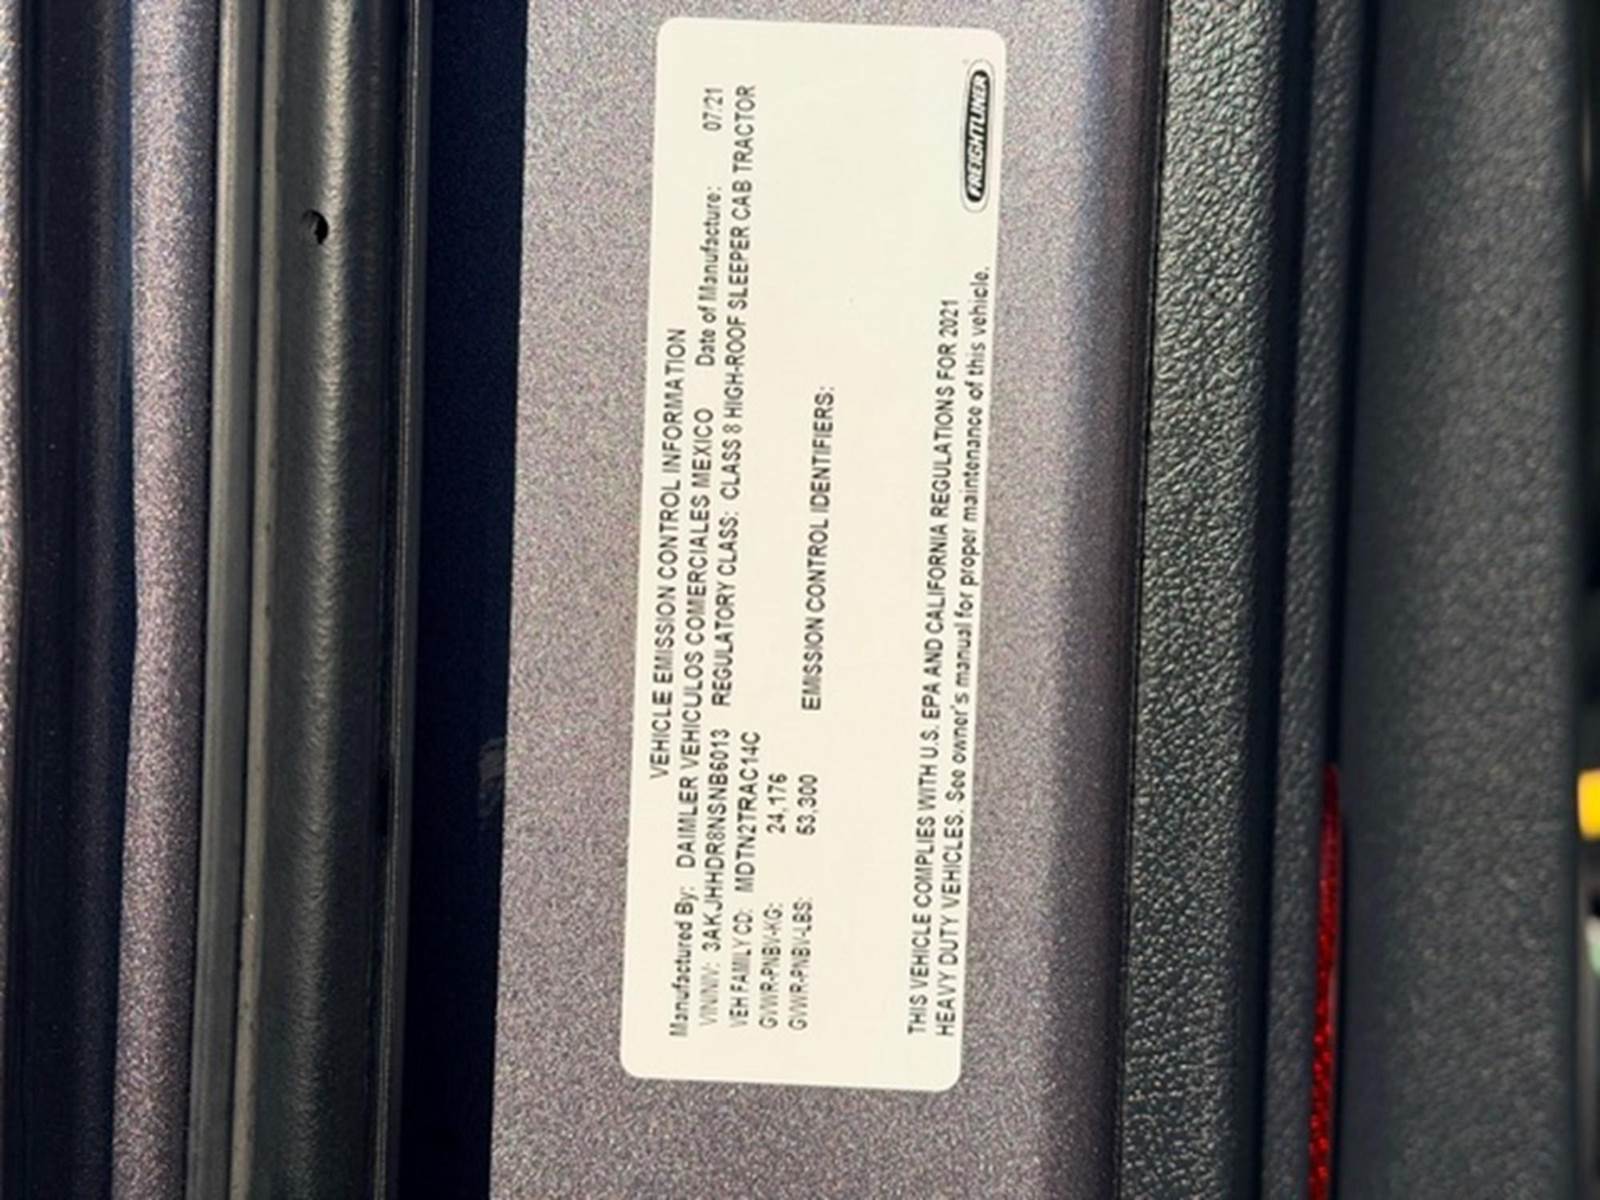 VEHICLE EMISSION CONTROL INFORMATION
Manufactured By: DAIMLER VEHICULOS COMERCIALES MEXICO Date of Manufacture: 07/21
VIN/NIV: 3AKJHHDR8NSNB6013 REGULATORY CLASS: CLASS 8 HIGH-ROOF SLEEPER CAB TRACTOR
VEH FAMILY CD: MDTN2TRAC14C
GVWR-PNBV-KG: 24,176
GVWR-PNBV-LBS: 53,300 EMISSION CONTROL IDENTIFIERS:
THIS VEHICLE COMPLIES WITH U.S. EPA AND CALIFORNIA REGULATIONS FOR 2021
HEAVY DUTY VEHICLES. See owner's manual for proper maintenance of this vehicle.
FREIGHTLINER